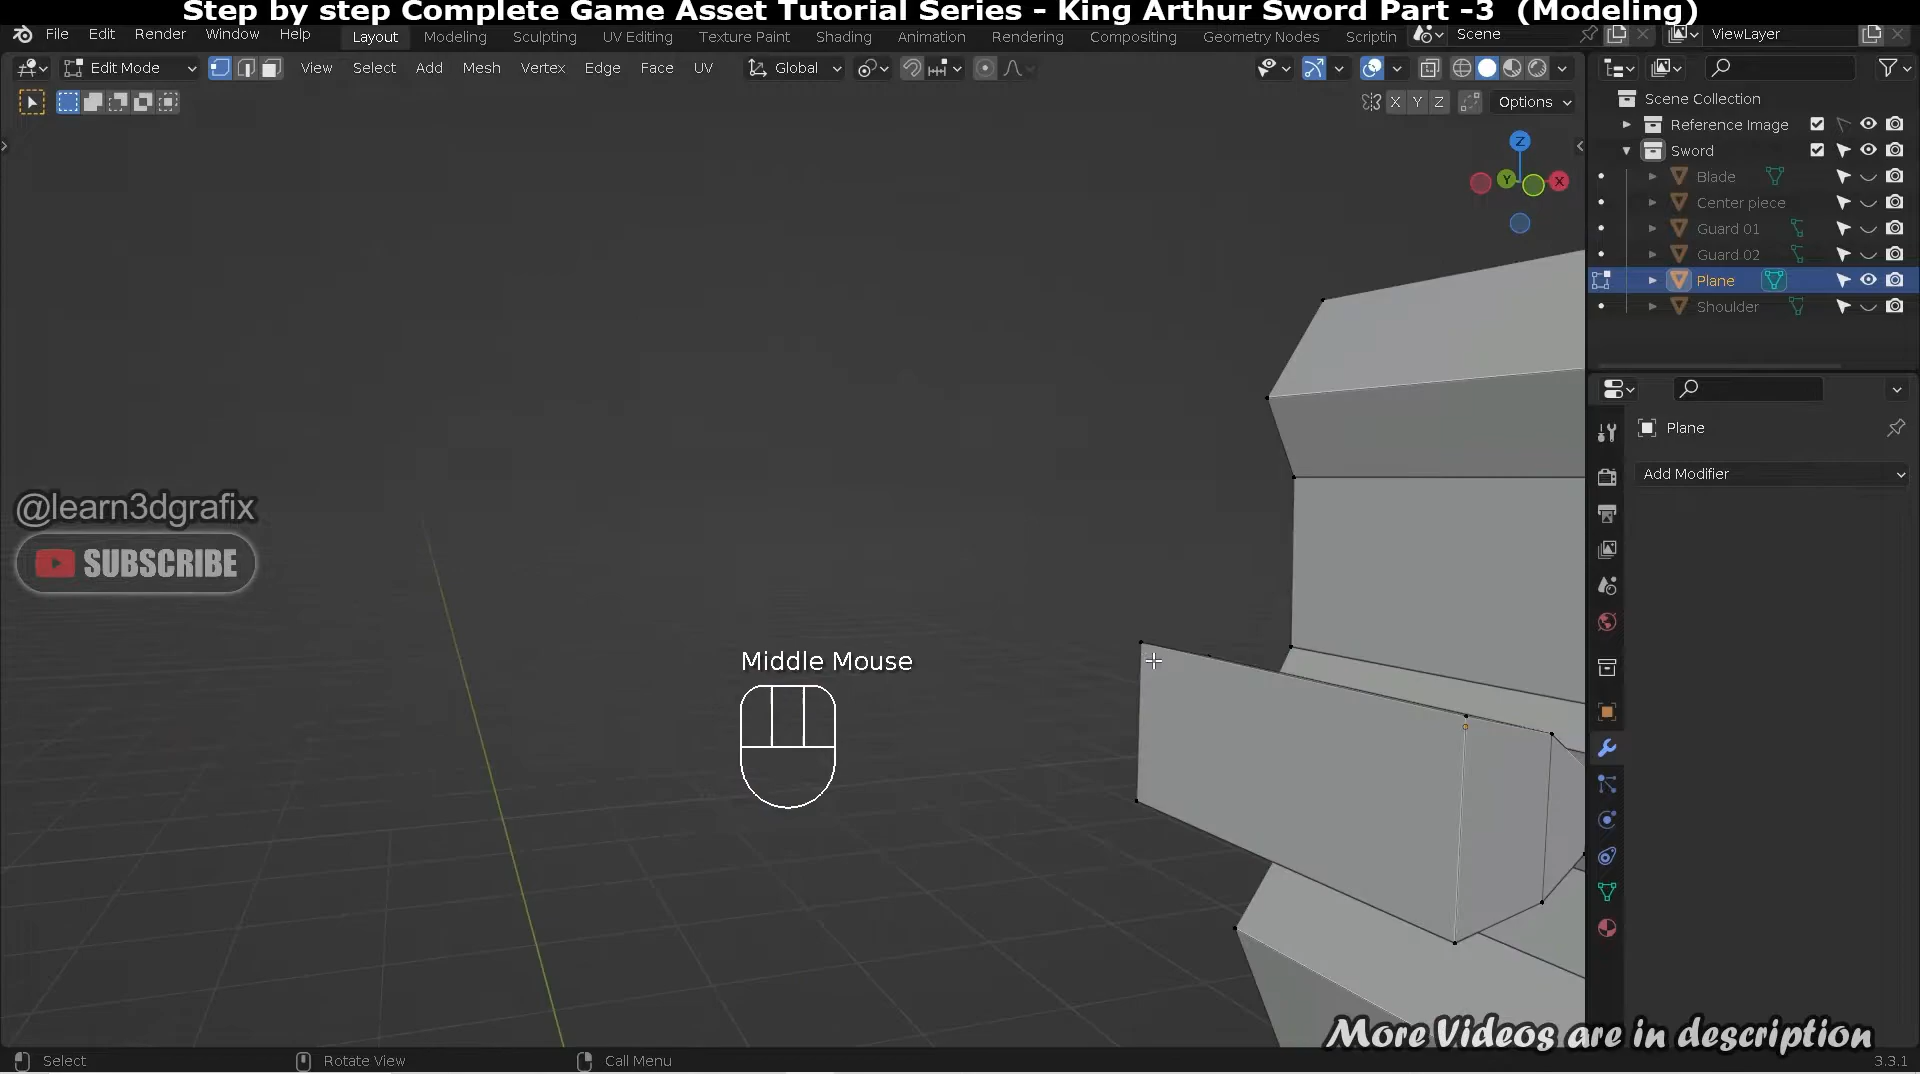 Step by step Complete Game Asset Tutorial Series - King Arthur Sword Part -3 (Modeling)
File Edit Render Window Help Layout Modeling Sculpting UV Editing Texture Paint Shading Animation Rendering Compositing Geometry Nodes Scriptin Scene ViewLayer
Edit Mode View Select Add Mesh Vertex Edge Face UV Global
X Y Z Options
Scene Collection
Reference Image
Sword
Blade
Center piece
Guard 01
Guard 02
Plane
Shoulder
Z
Y
X
Plane
Add Modifier
@learn3dgrafix
SUBSCRIBE
Middle Mouse
More Videos are in description
Select Rotate View Call Menu 3.3.1